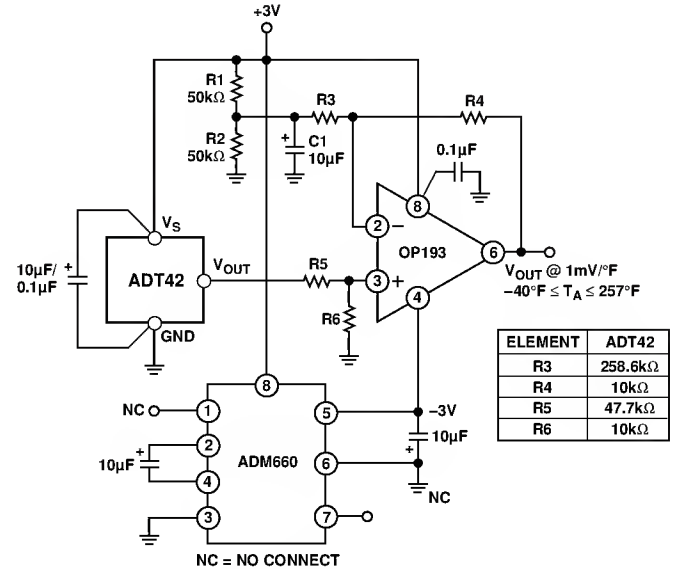 +3V
R1
50kΩ
R3
R4
R2
50kΩ
+
C1
10μF
0.1μF
8
VS
2
−
OP193
6
10μF/
0.1μF
+
ADT42
VOUT
R5
3
+
VOUT @ 1mV/°F
−40°F ≤ TA ≤ 257°F
4
R6
GND
ELEMENT ADT42
R3 258.6kΩ
R4 10kΩ
R5 47.7kΩ
R6 10kΩ
8
NC
1
5
−3V
10μF
+
2
+
10μF
ADM660
6
4
NC
3
7
NC = NO CONNECT